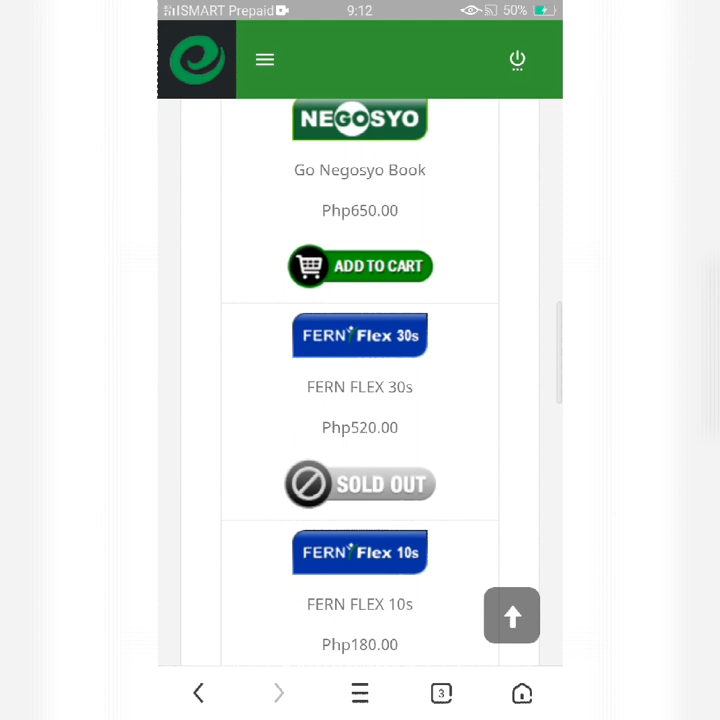 SMART Prepaid 9:12 50%
NEGOSYO
Go Negosyo Book
Php650.00
ADD TO CART
FERN Flex 30s
FERN FLEX 30s
Php520.00
SOLD OUT
FERN Flex 10s
FERN FLEX 10s
Php180.00
3